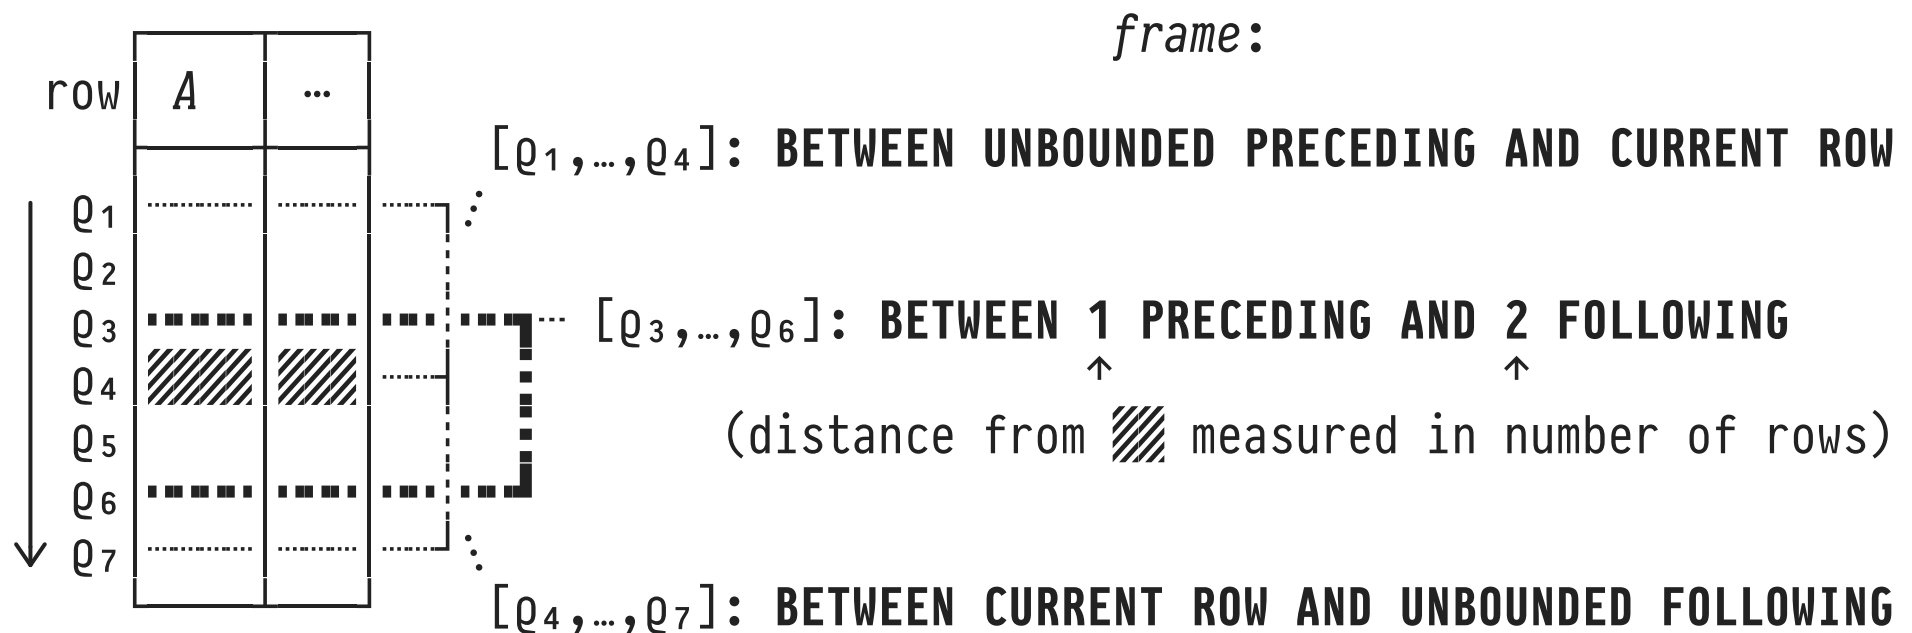 frame:
row A …
[ϱ₁,…,ϱ₄]: BETWEEN UNBOUNDED PRECEDING AND CURRENT ROW
ϱ₁
ϱ₂
ϱ₃ [ϱ₃,…,ϱ₆]: BETWEEN 1 PRECEDING AND 2 FOLLOWING
ϱ₄ ↑ ↑
ϱ₅ (distance from measured in number of rows)
ϱ₆
ϱ₇
[ϱ₄,…,ϱ₇]: BETWEEN CURRENT ROW AND UNBOUNDED FOLLOWING